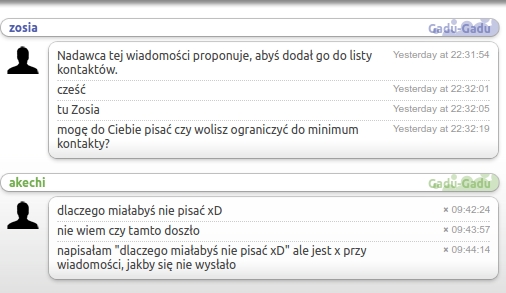 zosia Gadu-Gadu
Nadawca tej wiadomości proponuje, abyś dodał go do listy Yesterday at 22:31:54
kontaktów.
cześć Yesterday at 22:32:01
tu Zosia Yesterday at 22:32:05
mogę do Ciebie pisać czy wolisz ograniczyć do minimum Yesterday at 22:32:19
kontakty?
akechi Gadu-Gadu
dlaczego miałabyś nie pisać xD × 09:42:24
nie wiem czy tamto doszło × 09:43:57
napisałam "dlaczego miałabyś nie pisać xD" ale jest x przy × 09:44:14
wiadomości, jakby się nie wysłało